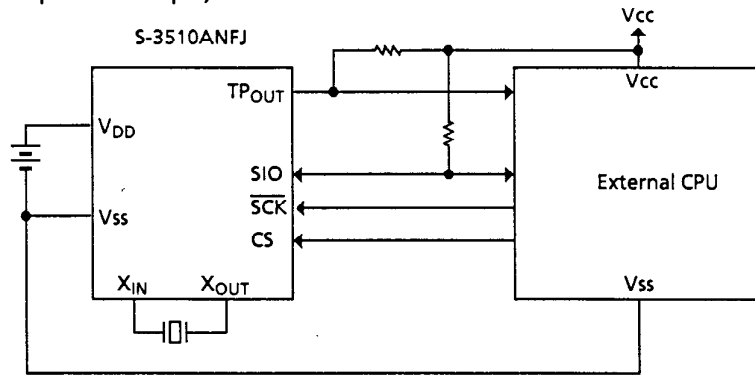 Vcc
S-3510ANFJ
TPOUT
Vcc
VDD
SIO
External CPU
SCK
Vss
CS
XIN
XOUT
Vss